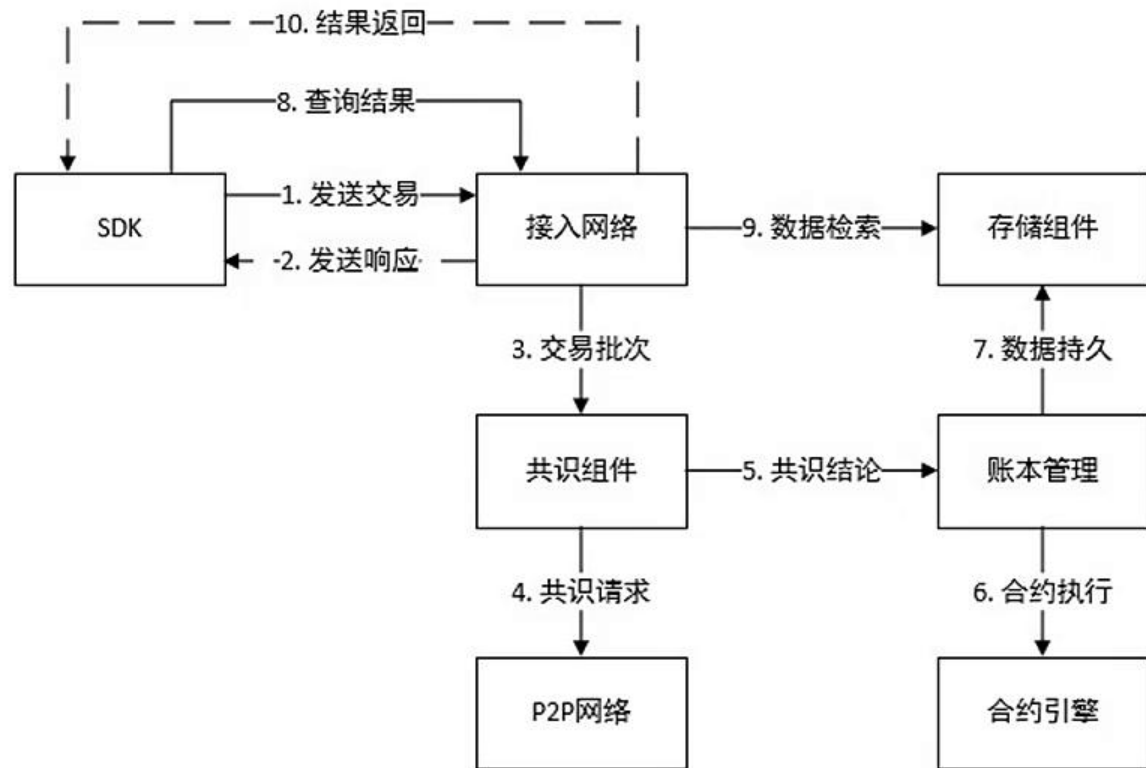 10. 结果返回
8. 查询结果
SDK
1. 发送交易
2. 发送响应
接入网络
9. 数据检索
存储组件
3. 交易批次
7. 数据持久
共识组件
5. 共识结论
账本管理
4. 共识请求
6. 合约执行
P2P网络
合约引擎